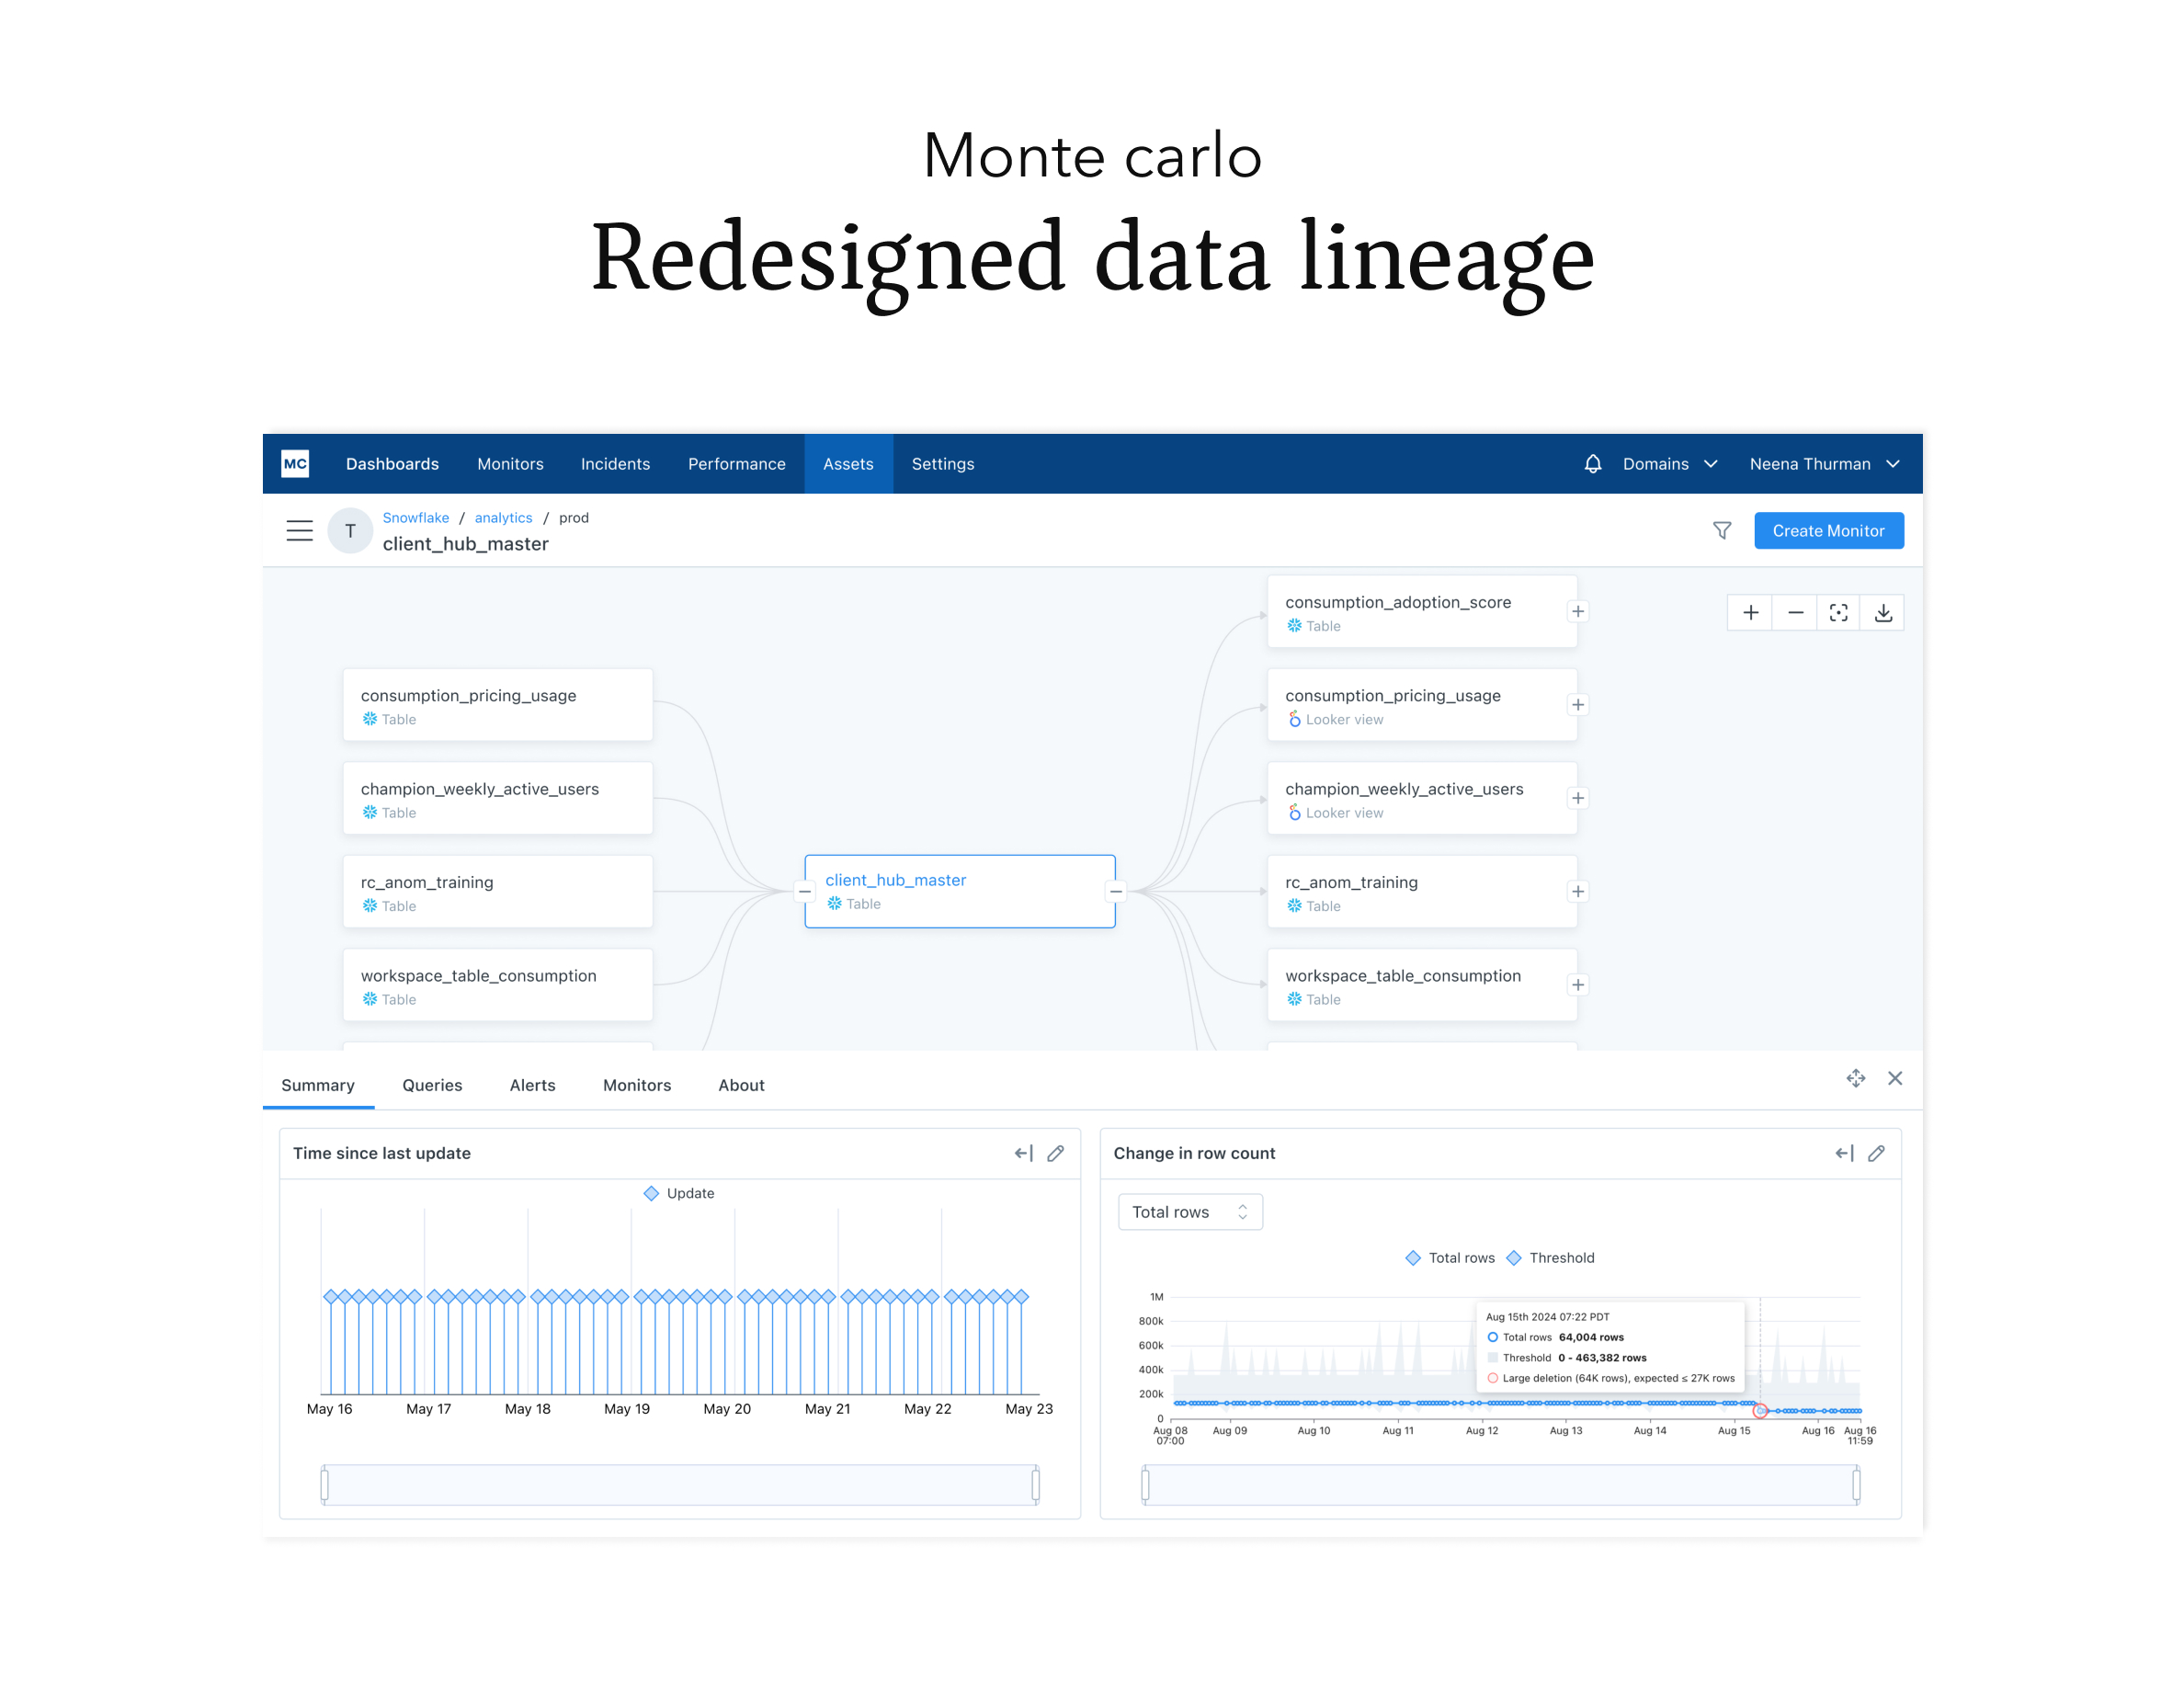 Monte carlo
Redesigned data lineage
MC Dashboards Monitors Incidents Performance Assets Settings Domains Neena Thurman
T
Snowflake / analytics / prod
client_hub_master
Create Monitor
consumption_pricing_usage
Table
champion_weekly_active_users
Table
rc_anom_training
Table
workspace_table_consumption
Table
client_hub_master
Table
consumption_adoption_score
Table
consumption_pricing_usage
Looker view
champion_weekly_active_users
Looker view
rc_anom_training
Table
workspace_table_consumption
Table
Summary Queries Alerts Monitors About
Time since last update
Update
May 16 May 17 May 18 May 19 May 20 May 21 May 22 May 23
Change in row count
Total rows
Total rows Threshold
1M
800k
600k
400k
200k
0
Aug 15th 2024 07:22 PDT
Total rows 64,004 rows
Threshold 0 - 463,382 rows
Large deletion (64K rows), expected ≤ 27K rows
Aug 08 Aug 09 Aug 10 Aug 11 Aug 12 Aug 13 Aug 14 Aug 15 Aug 16 Aug 16
07:00 11:59